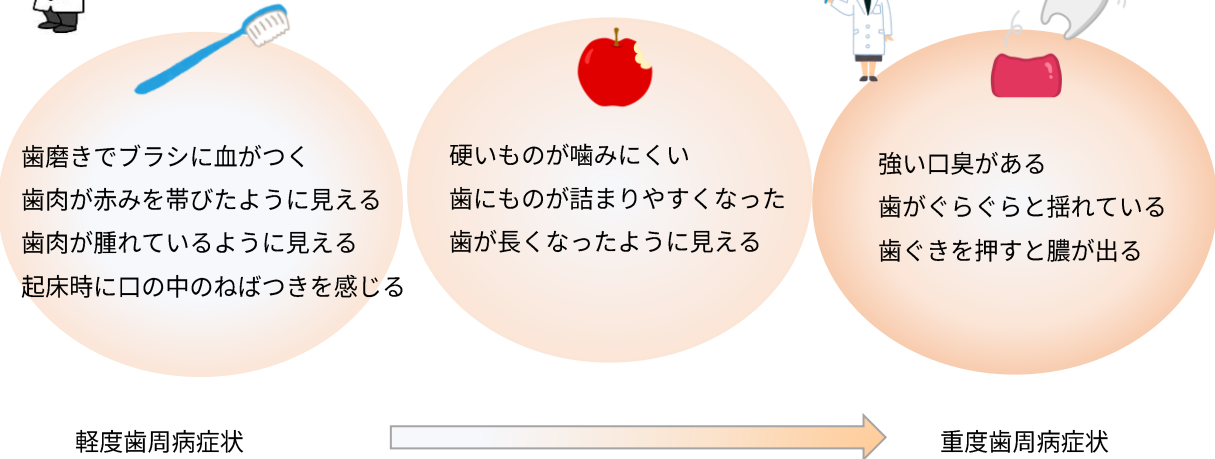 歯磨きでブラシに血がつく
歯肉が赤みを帯びたように見える
歯肉が腫れているように見える
起床時に口の中のねばつきを感じる
硬いものが噛みにくい
歯にものが詰まりやすくなった
歯が長くなったように見える
強い口臭がある
歯がぐらぐらと揺れている
歯ぐきを押すと膿が出る
軽度歯周病症状
重度歯周病症状